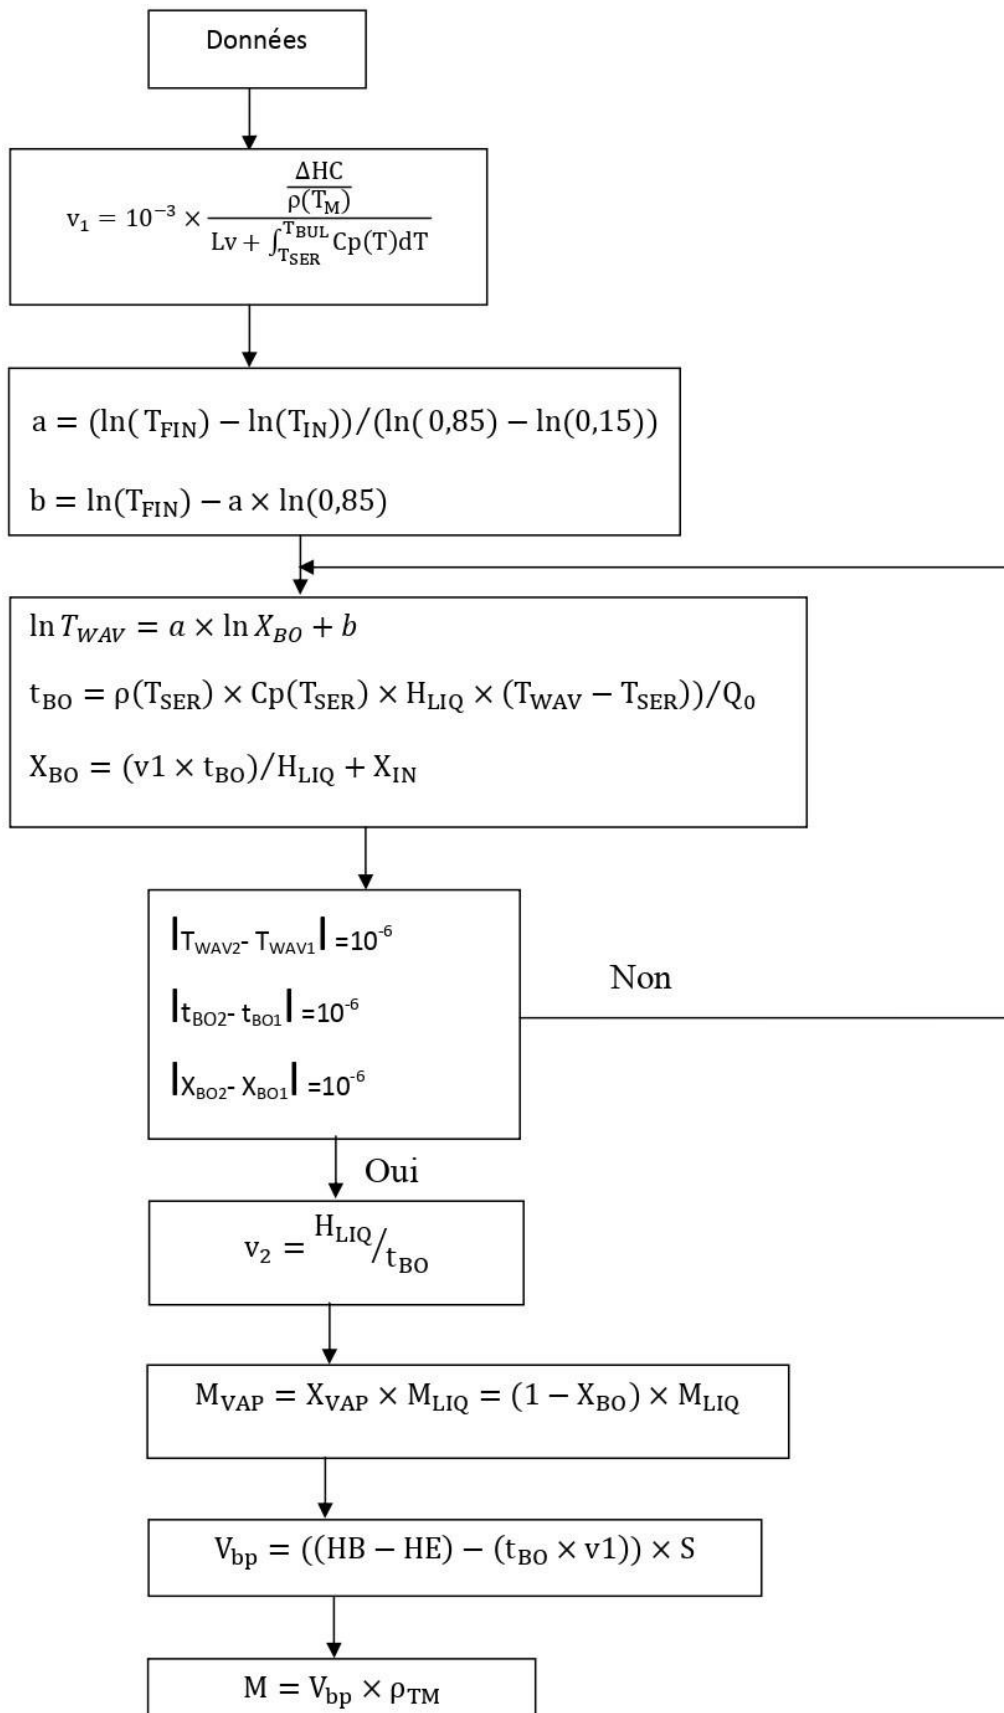 Données
v₁ = 10⁻³ × (ΔHC / ρ(T_M)) / (Lv + ∫_{T_SER}^{T_BUL} Cp(T)dT)
a = (ln( T_FIN) − ln(T_IN))/(ln( 0,85) − ln(0,15))
b = ln(T_FIN) − a × ln(0,85)
ln T_WAV = a × ln X_BO + b
t_BO = ρ(T_SER) × Cp(T_SER) × H_LIQ × (T_WAV − T_SER))/Q₀
X_BO = (v1 × t_BO)/H_LIQ + X_IN
|T_WAV2- T_WAV1| =10⁻⁶
Non
|t_BO2- t_BO1| =10⁻⁶
|X_BO2- X_BO1| =10⁻⁶
Oui
v₂ = H_LIQ/t_BO
M_VAP = X_VAP × M_LIQ = (1 − X_BO) × M_LIQ
V_bp = ((HB − HE) − (t_BO × v1)) × S
M = V_bp × ρ_TM